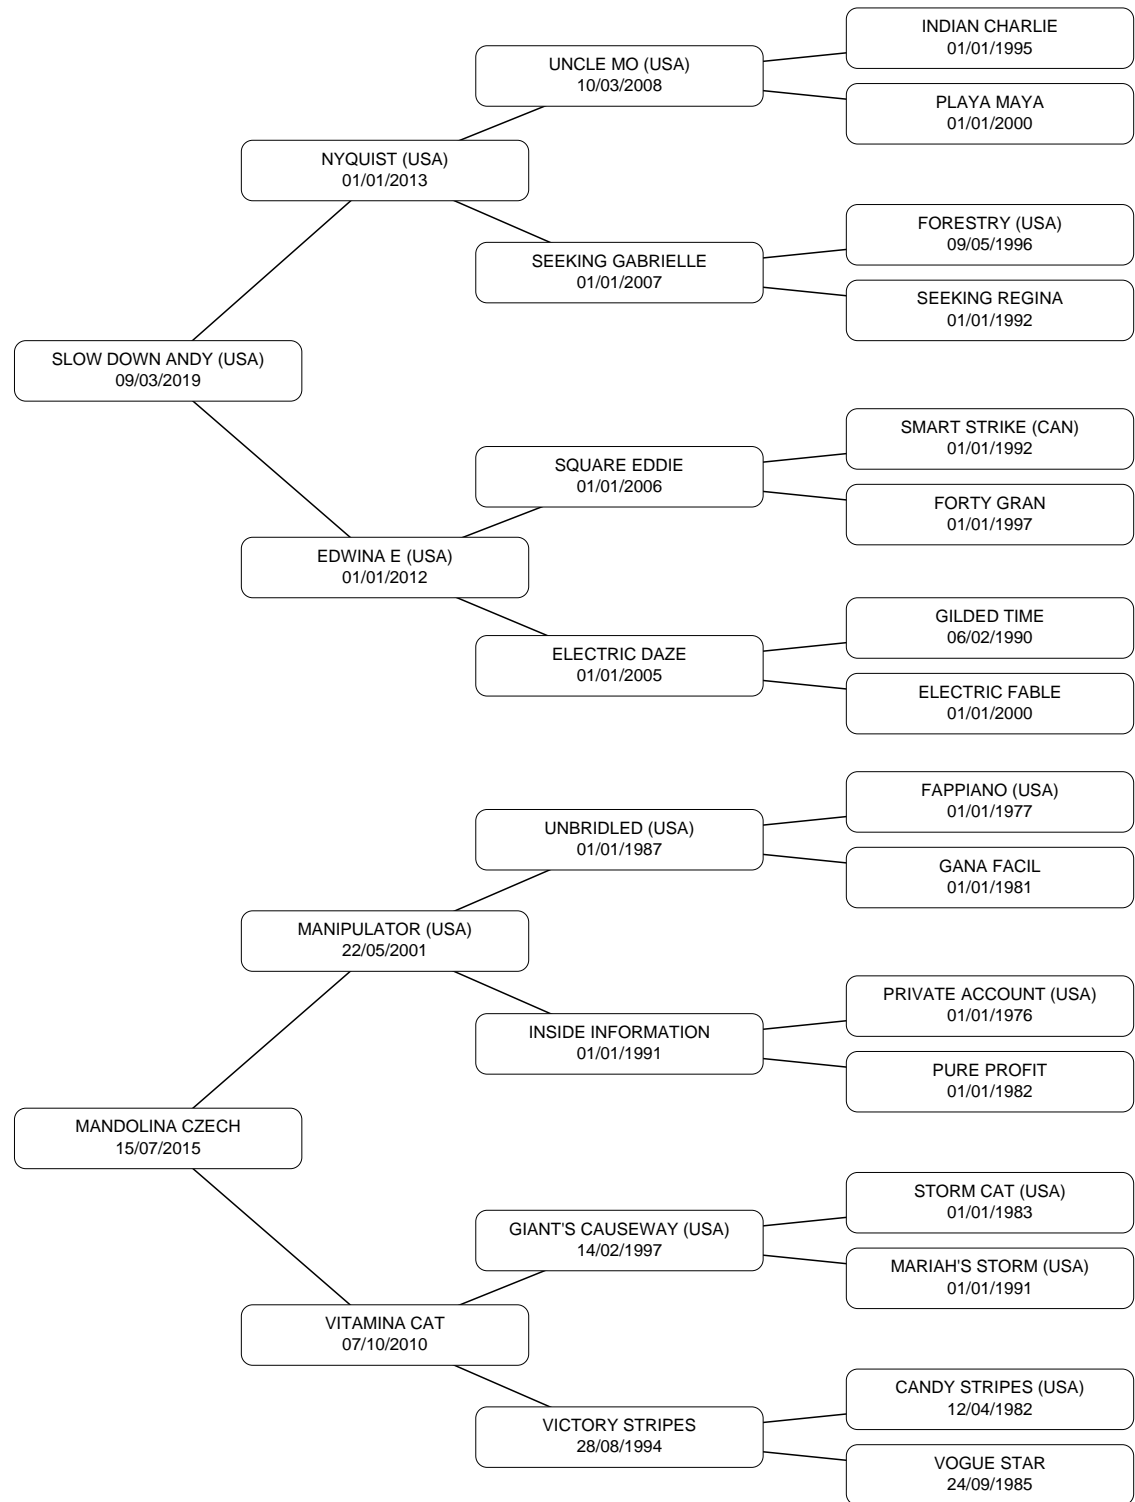 INDIAN CHARLIE
01/01/1995
UNCLE MO (USA)
10/03/2008
PLAYA MAYA
01/01/2000
NYQUIST (USA)
01/01/2013
FORESTRY (USA)
09/05/1996
SEEKING GABRIELLE
01/01/2007
SEEKING REGINA
01/01/1992
SLOW DOWN ANDY (USA)
09/03/2019
SMART STRIKE (CAN)
01/01/1992
SQUARE EDDIE
01/01/2006
FORTY GRAN
01/01/1997
EDWINA E (USA)
01/01/2012
GILDED TIME
06/02/1990
ELECTRIC DAZE
01/01/2005
ELECTRIC FABLE
01/01/2000
FAPPIANO (USA)
01/01/1977
UNBRIDLED (USA)
01/01/1987
GANA FACIL
01/01/1981
MANIPULATOR (USA)
22/05/2001
PRIVATE ACCOUNT (USA)
01/01/1976
INSIDE INFORMATION
01/01/1991
PURE PROFIT
01/01/1982
MANDOLINA CZECH
15/07/2015
STORM CAT (USA)
01/01/1983
GIANT'S CAUSEWAY (USA)
14/02/1997
MARIAH'S STORM (USA)
01/01/1991
VITAMINA CAT
07/10/2010
CANDY STRIPES (USA)
12/04/1982
VICTORY STRIPES
28/08/1994
VOGUE STAR
24/09/1985